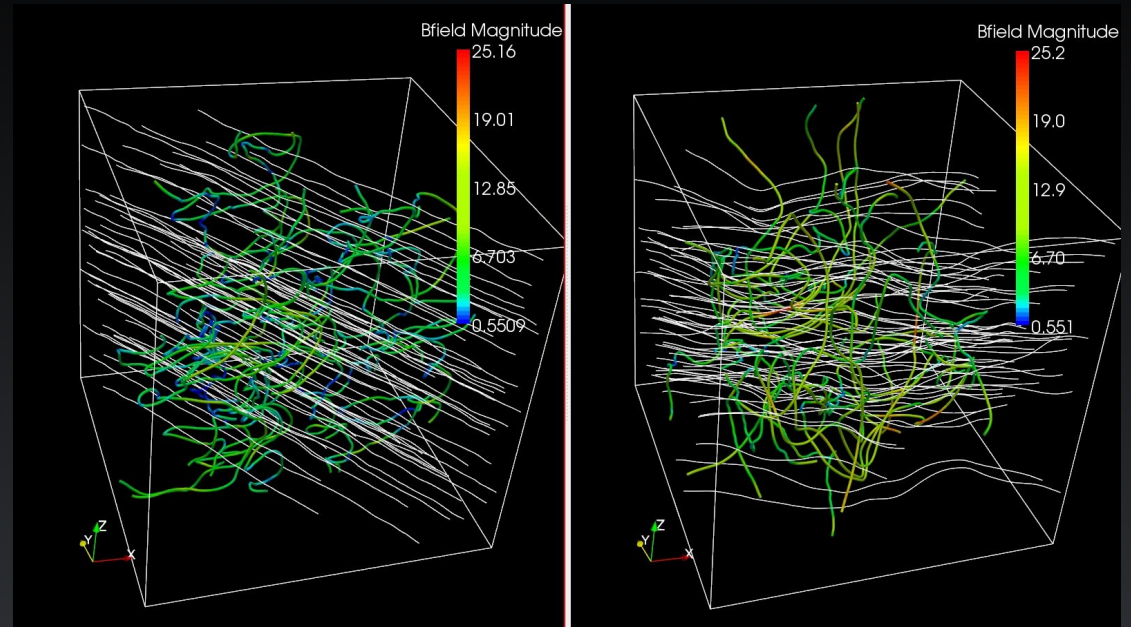 Bfield Magnitude
25.16
19.01
12.85
6.703
0.5509
Z
Y
X
Bfield Magnitude
25.2
19.0
12.9
6.70
0.551
Z
Y
X